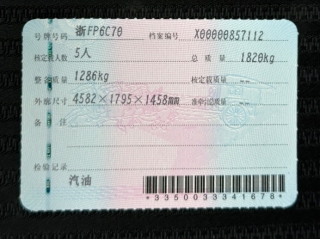 号牌号码 浙FP6C70 档案编号 X00000857112
核定载人数 5人 总质量 1820kg
整备质量 1286kg 核定载质量 --
外廓尺寸 4582×1795×1458 准牵引总质量 --
备注
检验记录
汽油
*3350033341678*